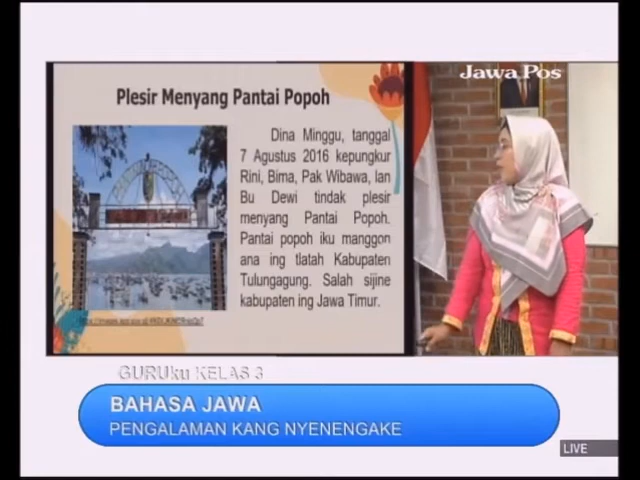 Jawa Pos
Plesir Menyang Pantai Popoh
Dina Minggu, tanggal
7 Agustus 2016 kepungkur
Rini, Bima, Pak Wibawa, lan
Bu Dewi tindak plesir
menyang Pantai Popoh.
Pantai popoh iku manggon
ana ing tlatah Kabupaten
Tulungagung. Salah sijine
kabupaten ing Jawa Timur.
GURUku KELAS 3
BAHASA JAWA
PENGALAMAN KANG NYENENGAKE
LIVE